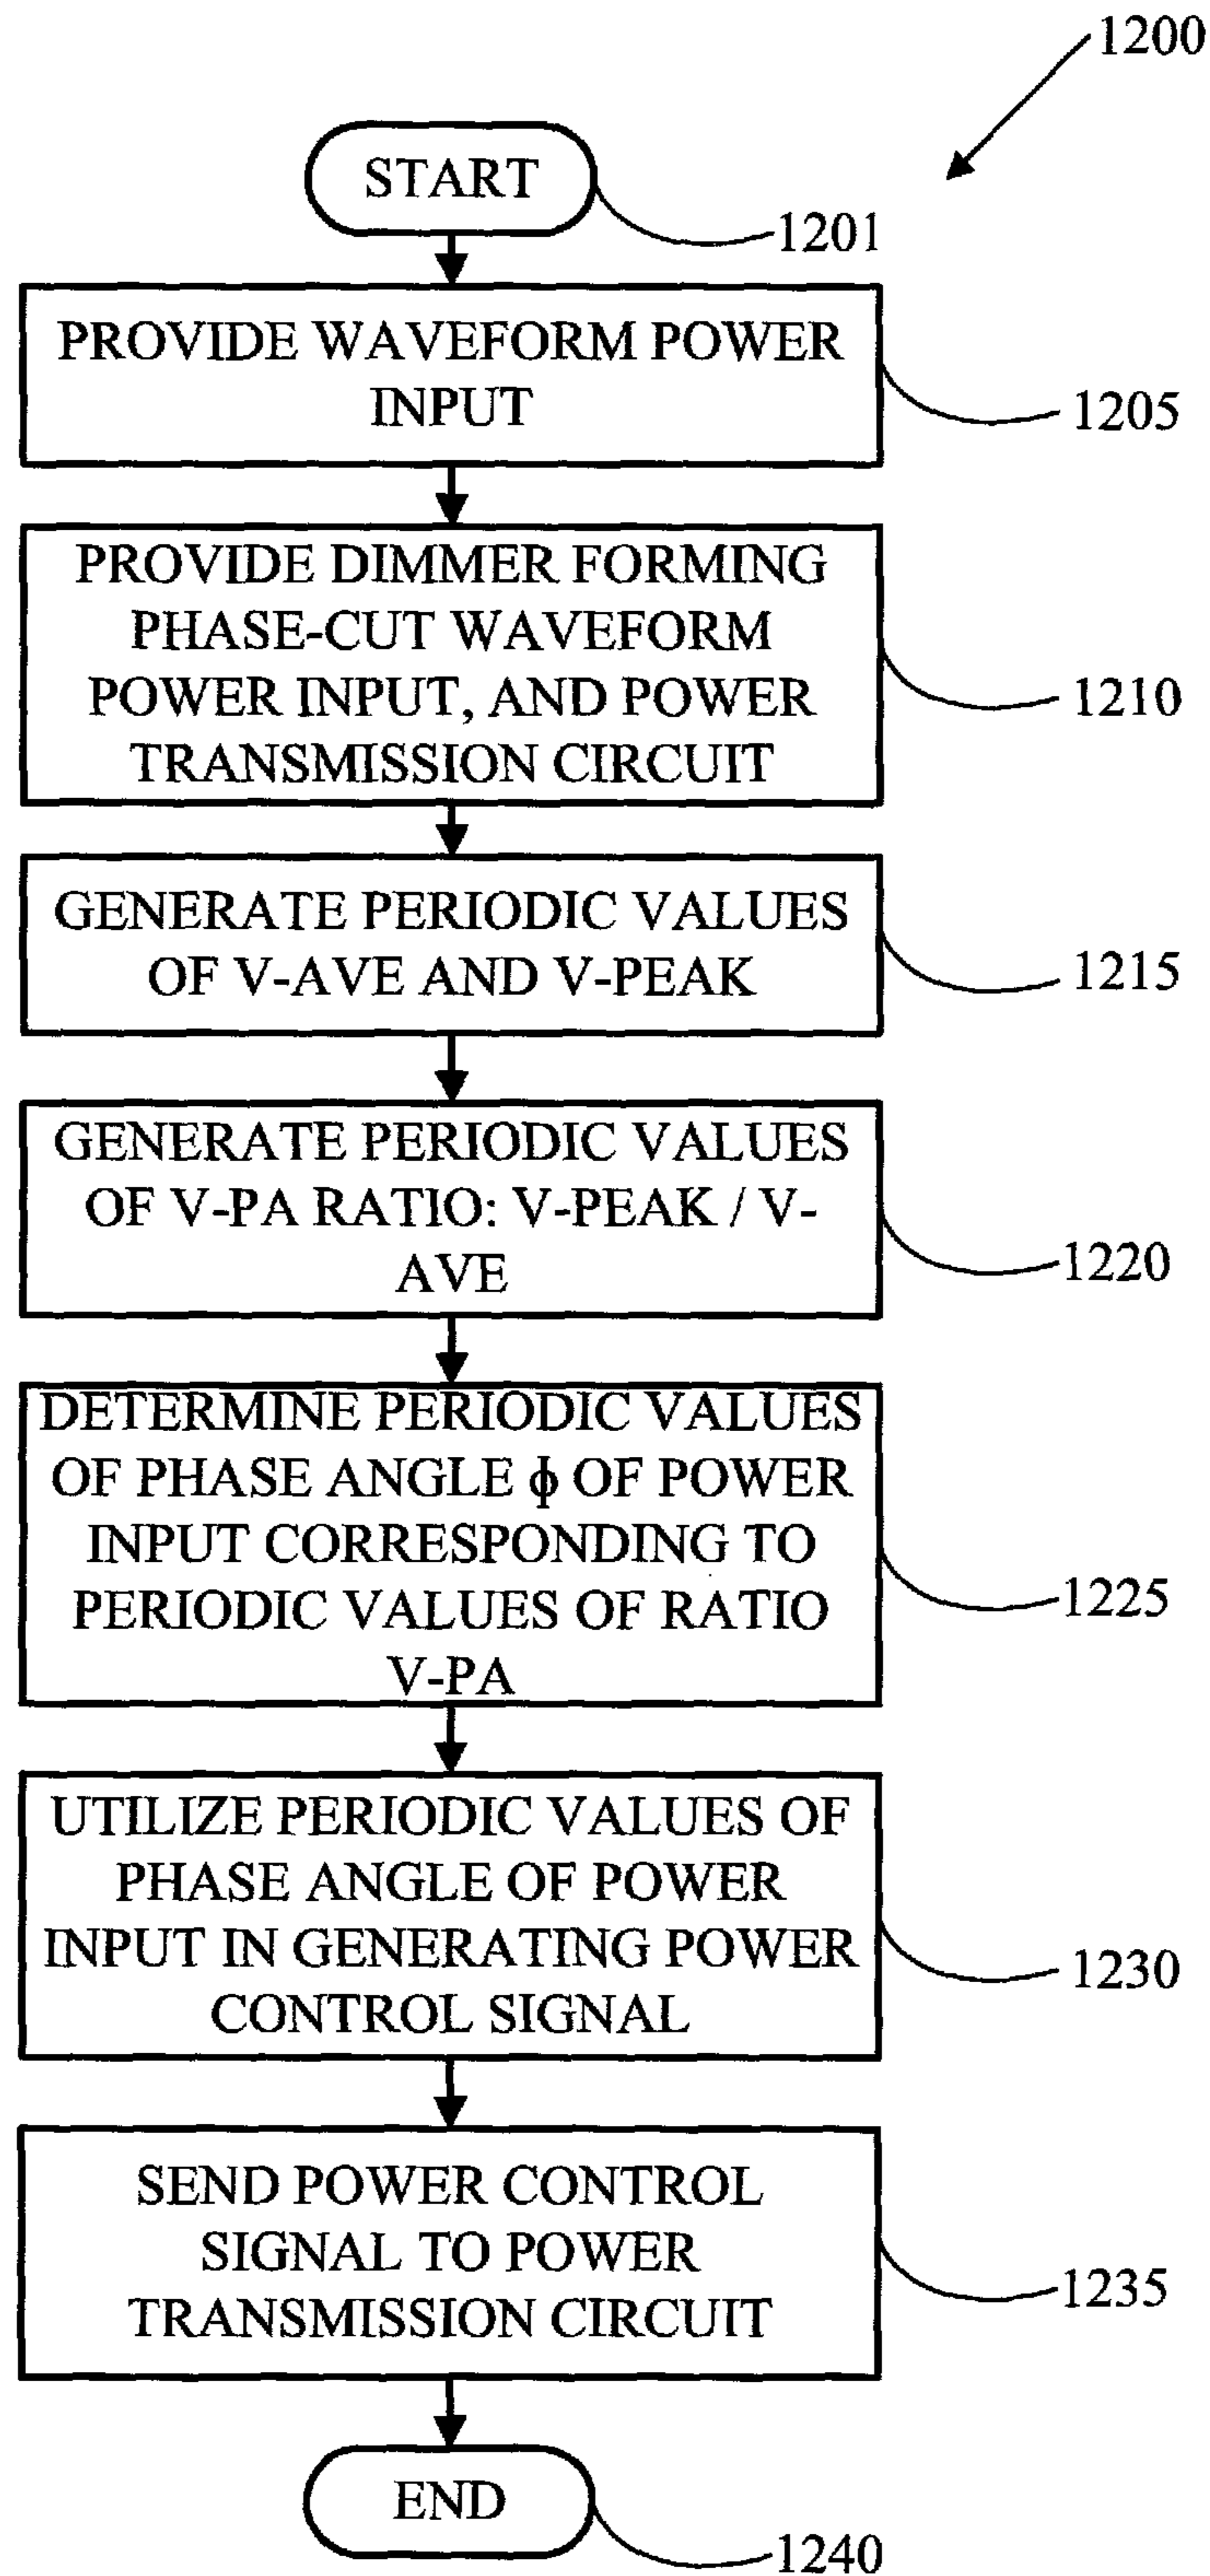 1200
START
1201
PROVIDE WAVEFORM POWER
INPUT
1205
PROVIDE DIMMER FORMING
PHASE-CUT WAVEFORM
POWER INPUT, AND POWER
TRANSMISSION CIRCUIT
1210
GENERATE PERIODIC VALUES
OF V-AVE AND V-PEAK
1215
GENERATE PERIODIC VALUES
OF V-PA RATIO: V-PEAK / V-
AVE
1220
DETERMINE PERIODIC VALUES
OF PHASE ANGLE ϕ OF POWER
INPUT CORRESPONDING TO
PERIODIC VALUES OF RATIO
V-PA
1225
UTILIZE PERIODIC VALUES OF
PHASE ANGLE OF POWER
INPUT IN GENERATING POWER
CONTROL SIGNAL
1230
SEND POWER CONTROL
SIGNAL TO POWER
TRANSMISSION CIRCUIT
1235
END
1240